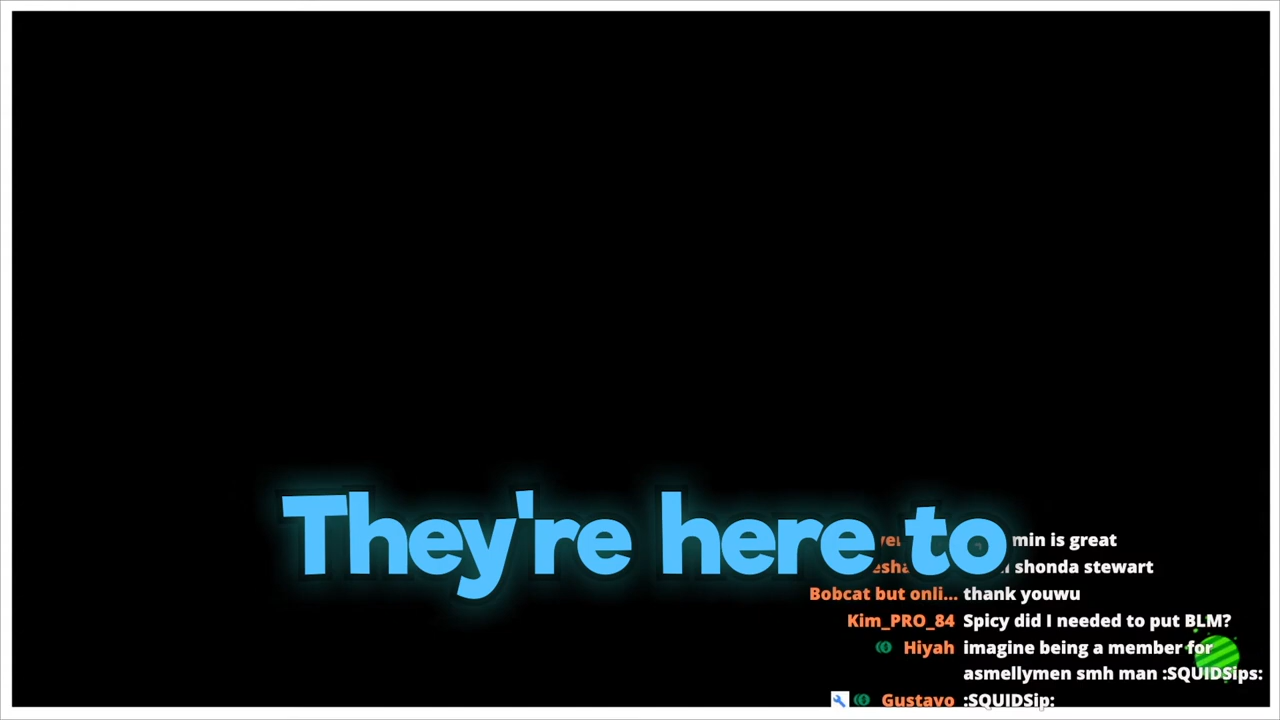 They're here to
min is great
shonda stewart
Bobcat but onli... thank youwu
Kim_PRO_84 Spicy did I needed to put BLM?
Hiyah imagine being a member for
asmellymen smh man :SQUIDSips:
Gustavo :SQUIDSip: